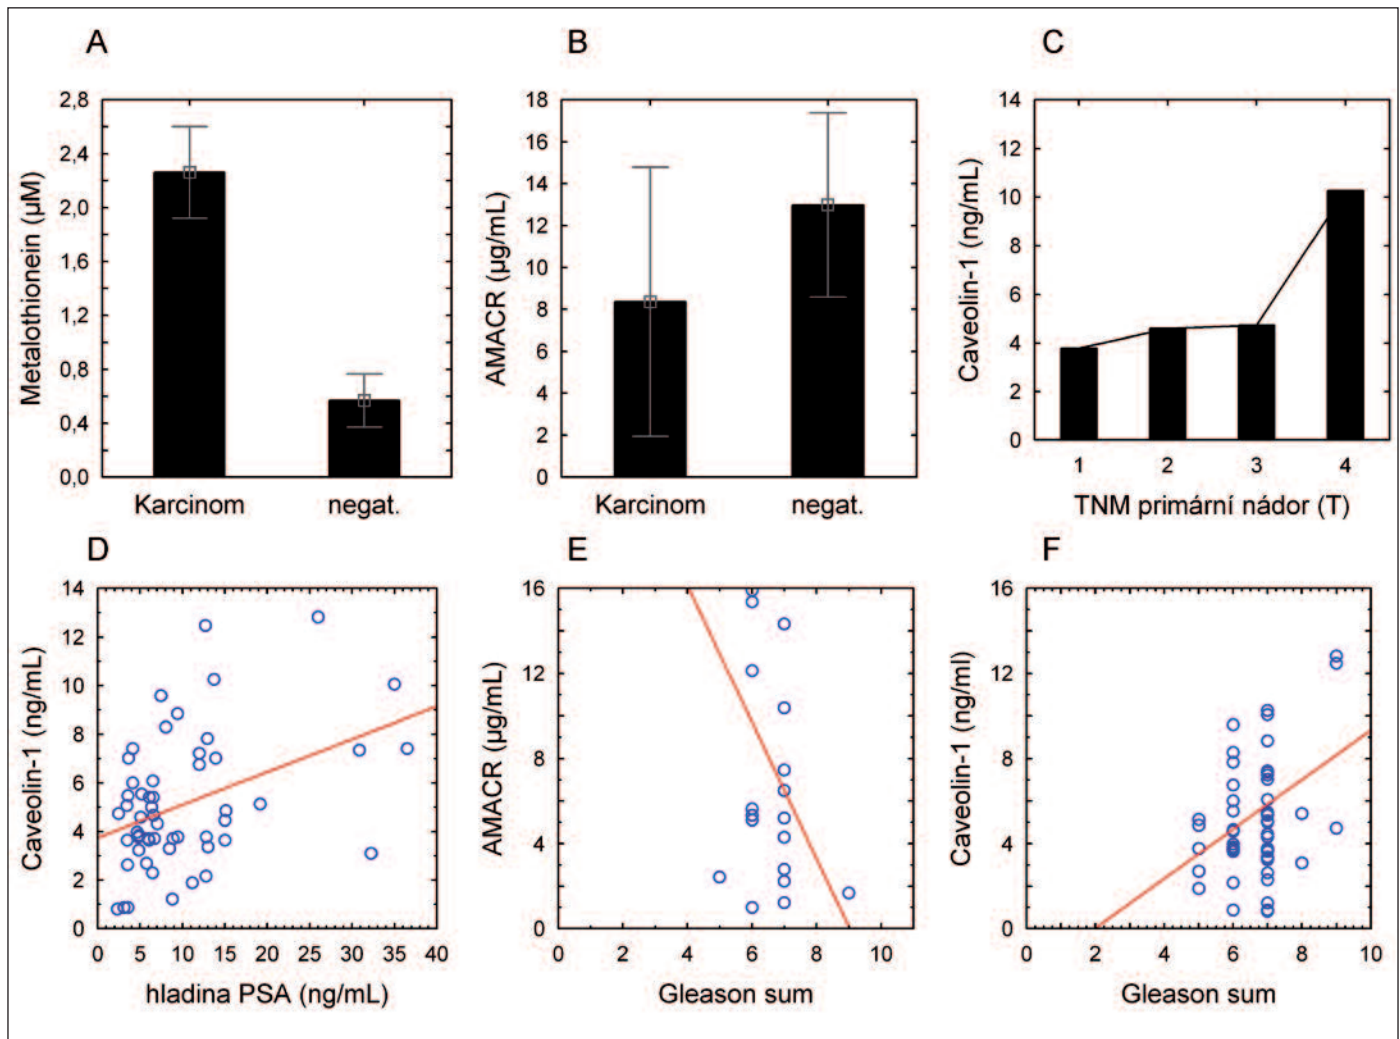 A
Metalothionein (µM)
2,8
2,4
2,0
1,6
1,2
0,8
0,4
0,0
Karcinom negat.
B
AMACR (µg/mL)
18
16
14
12
10
8
6
4
2
0
Karcinom negat.
C
Caveolin-1 (ng/mL)
14
12
10
8
6
4
2
0
1 2 3 4
TNM primární nádor (T)
D
Caveolin-1 (ng/mL)
14
12
10
8
6
4
2
0
0 5 10 15 20 25 30 35 40
hladina PSA (ng/mL)
E
AMACR (µg/mL)
16
12
8
4
0
0 2 4 6 8 10
Gleason sum
F
Caveolin-1 (ng/ml)
16
12
8
4
0
0 2 4 6 8 10
Gleason sum